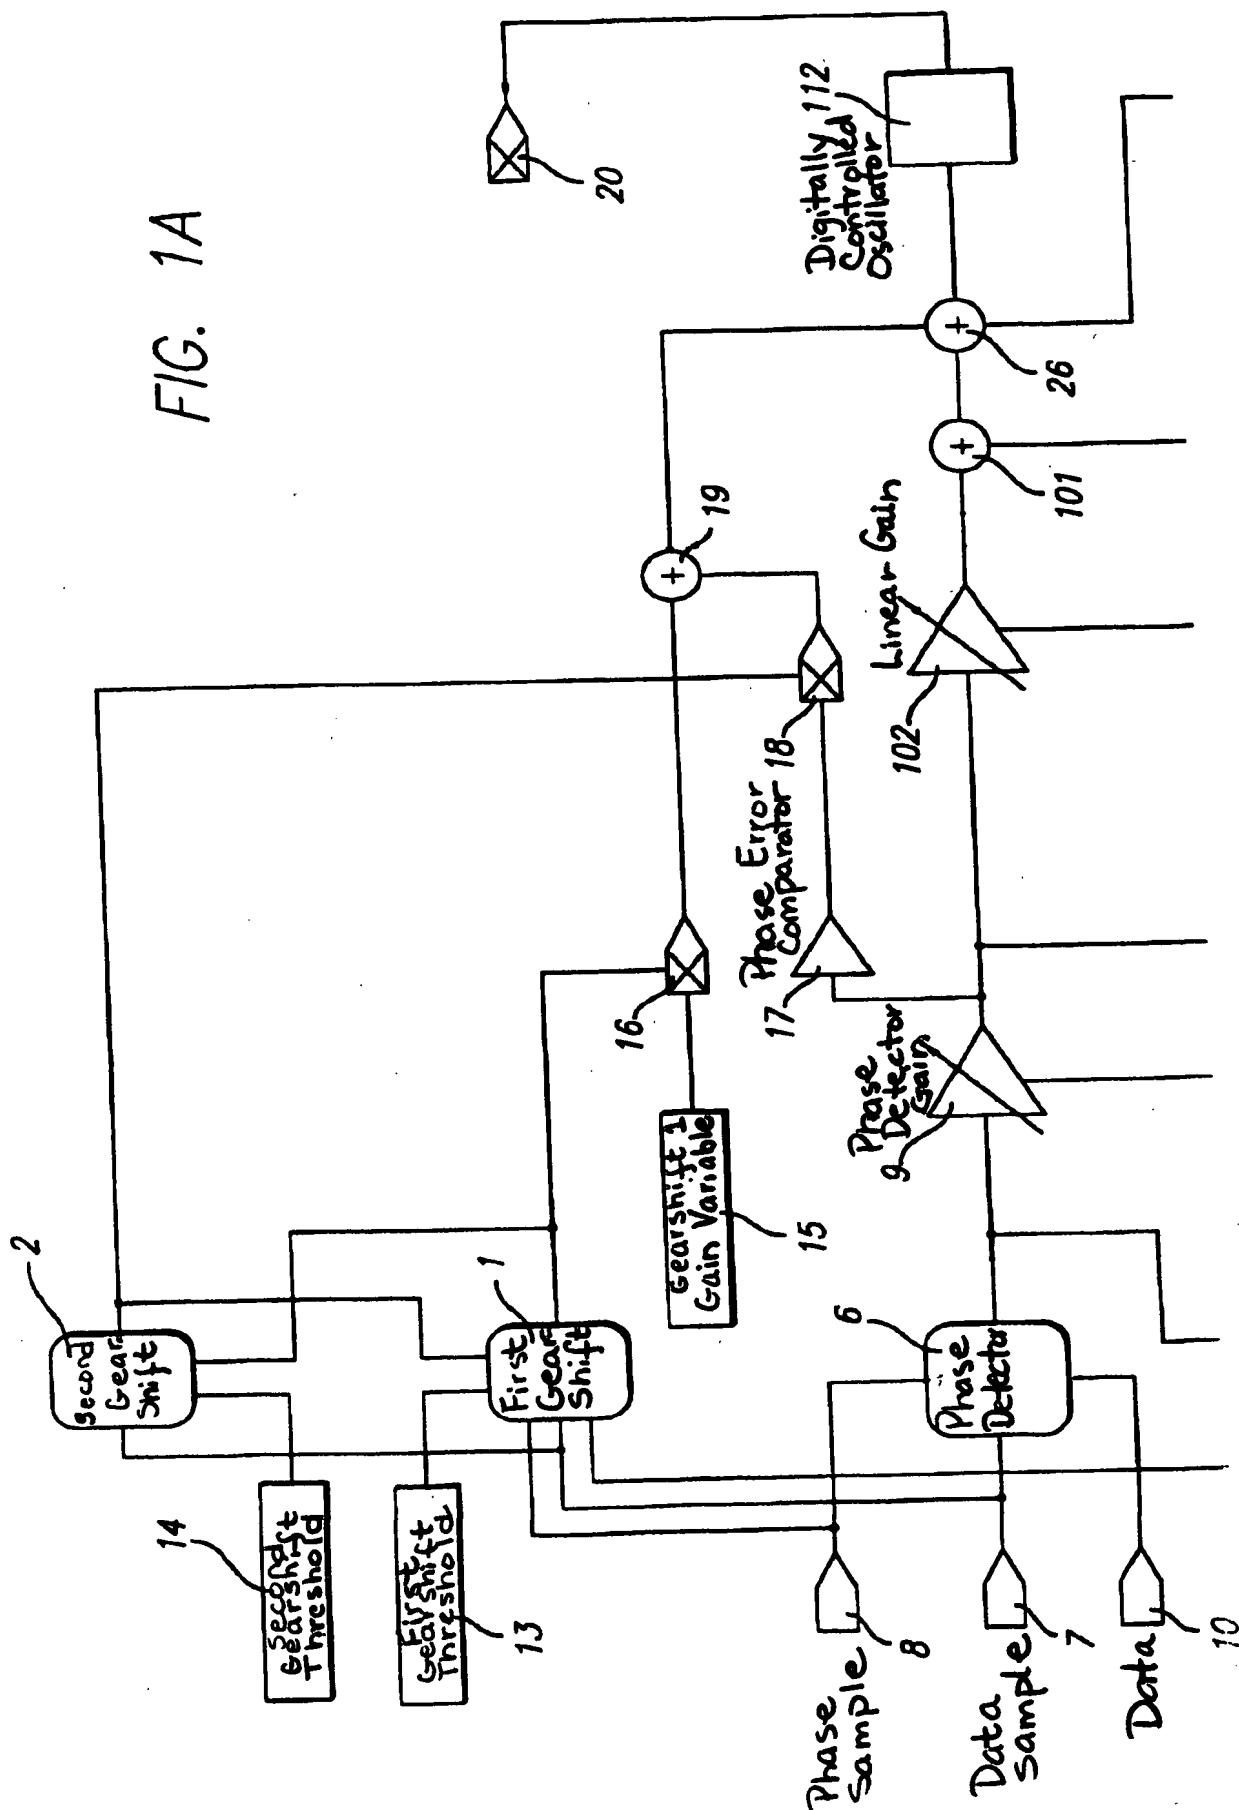 FIG. 1A
2
Second
Gear
Shift
14
Second
Gearshift
Threshold
First
Gearshift
Threshold
13
1
First
Gear
Shift
Gearshift 1
Gain Variable
15
16
19
20
Phase Error
Comparator
17
18
Digitally
Controlled
Oscillator
112
Phase
Sample
8
Data
Sample
7
Data
10
6
Phase
Detector
Phase
Detector
Gain
9
Linear Gain
102
101
26